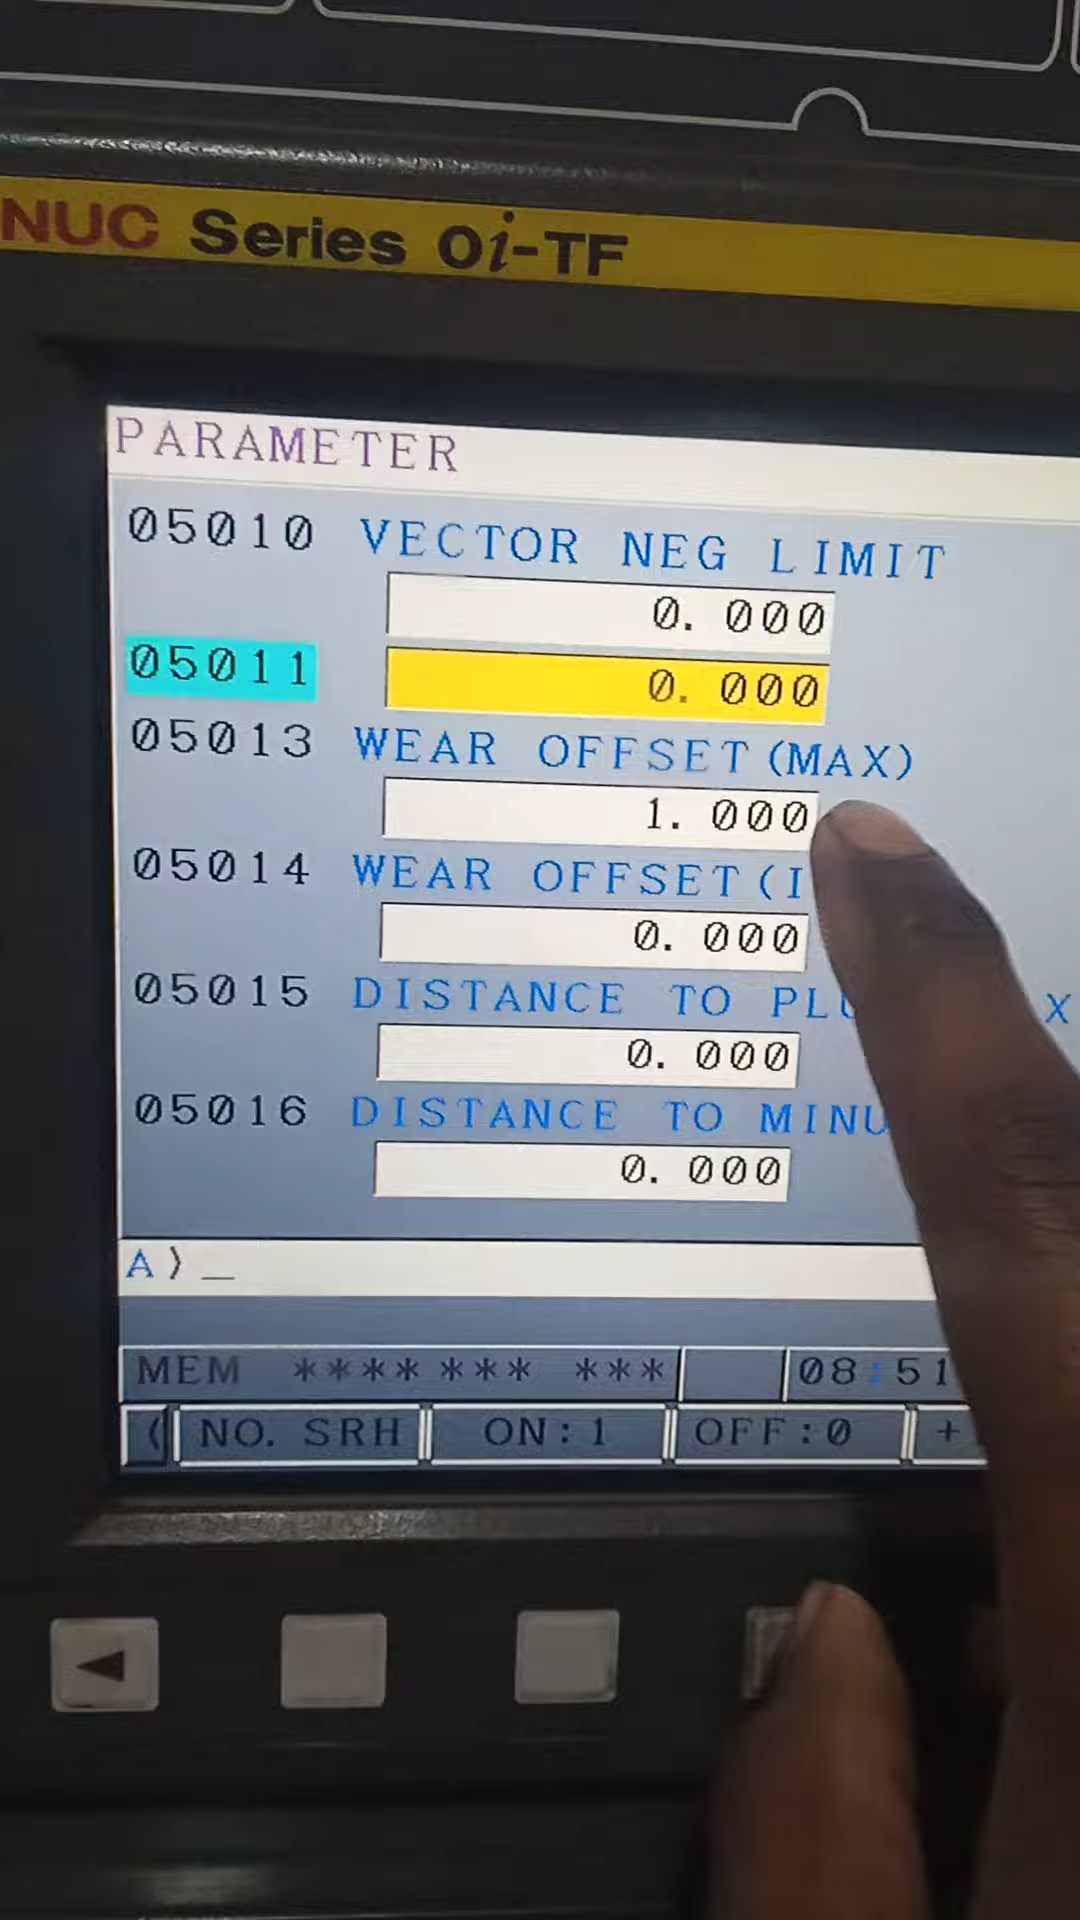 NUC Series 0i-TF
PARAMETER
05010 VECTOR NEG LIMIT
0.000
05011 0.000
05013 WEAR OFFSET(MAX)
1.000
05014 WEAR OFFSET(I
0.000
05015 DISTANCE TO PL X
0.000
05016 DISTANCE TO MINU
0.000
A)_
MEM **** *** *** 08:51
( NO. SRH ON:1 OFF:0 +